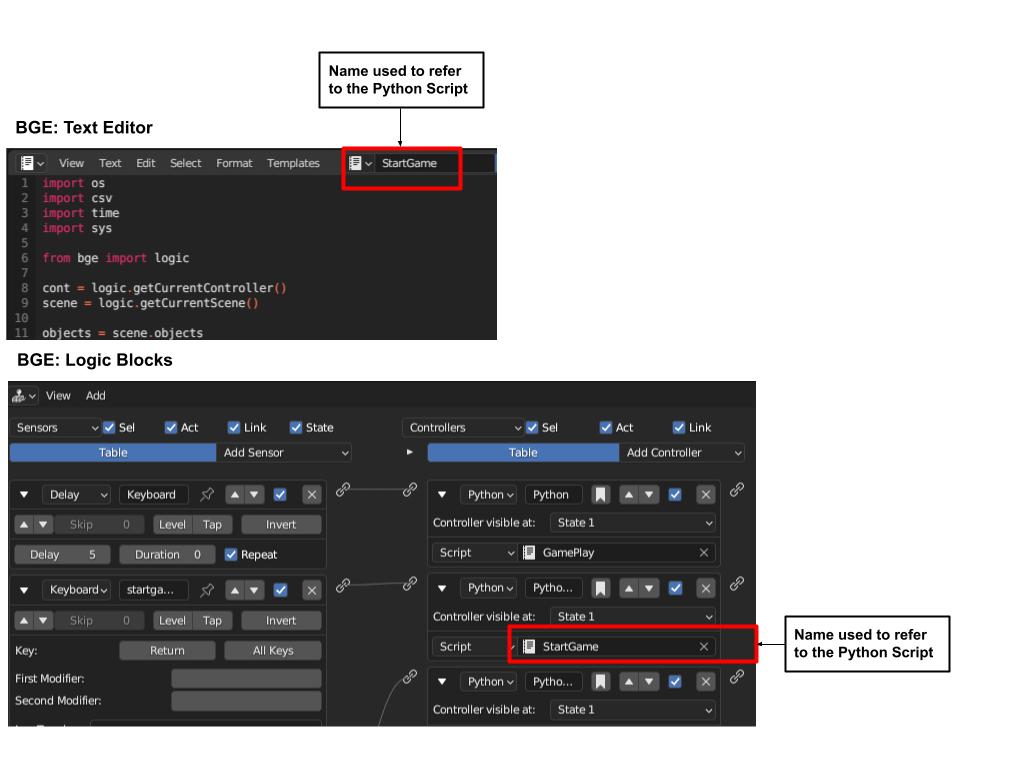 Name used to refer
to the Python Script
BGE: Text Editor
View Text Edit Select Format Templates StartGame
1 import os
2 import csv
3 import time
4 import sys
5
6 from bge import logic
7
8 cont = logic.getCurrentController()
9 scene = logic.getCurrentScene()
10
11 objects = scene.objects
BGE: Logic Blocks
View Add
Sensors Sel Act Link State Controllers Sel Act Link
Table Add Sensor Table Add Controller
Delay Keyboard Python Python
Skip 0 Level Tap Invert Controller visible at: State 1
Delay 5 Duration 0 Repeat Script GamePlay
Keyboard startga... Python Pytho...
Skip 0 Level Tap Invert Controller visible at: State 1
Key: Return All Keys Script StartGame
Name used to refer
to the Python Script
First Modifier: Python Pytho...
Second Modifier: Controller visible at: State 1